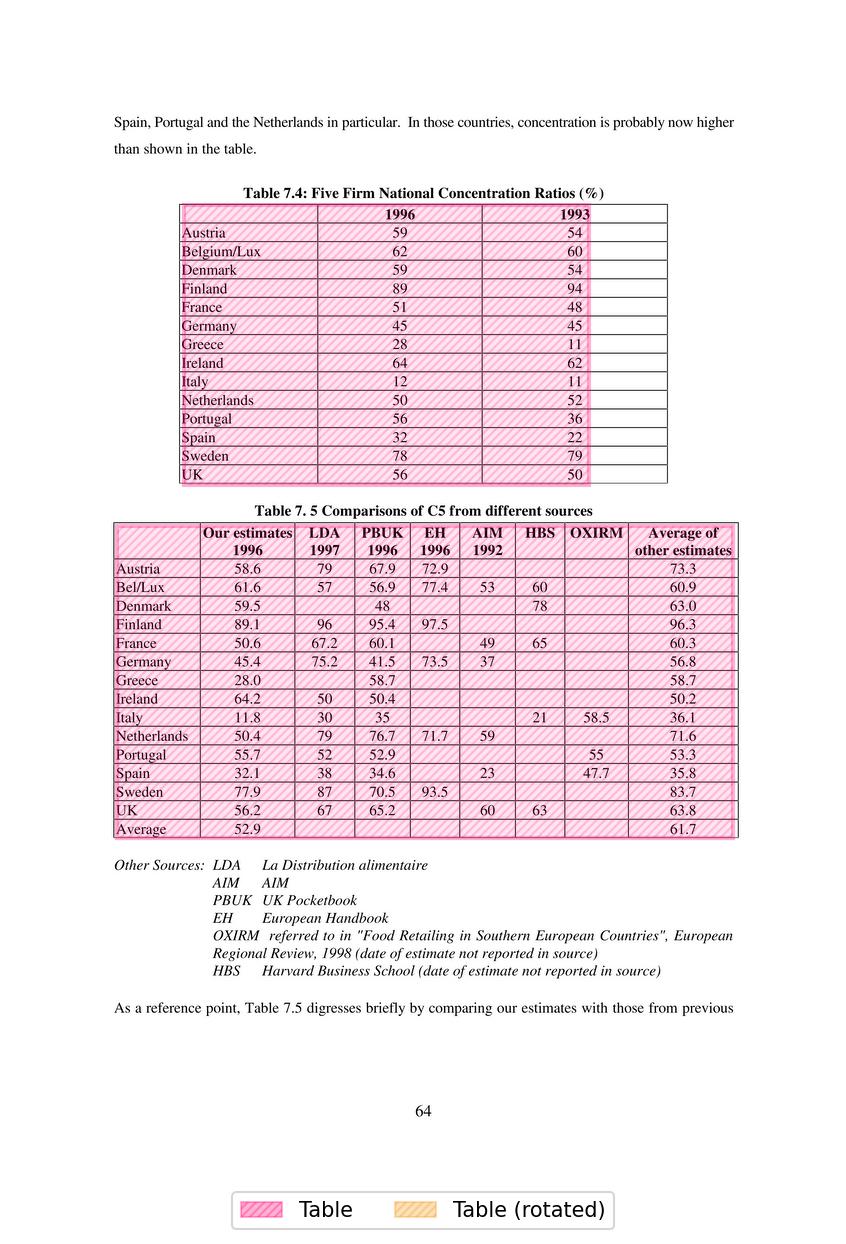 Spain, Portugal and the Netherlands in particular. In those countries, concentration is probably now higher
than shown in the table.
Table 7.4: Five Firm National Concentration Ratios (%)
1996 1993
Austria 59 54
Belgium/Lux 62 60
Denmark 59 54
Finland 89 94
France 51 48
Germany 45 45
Greece 28 11
Ireland 64 62
Italy 12 11
Netherlands 50 52
Portugal 56 36
Spain 32 22
Sweden 78 79
UK 56 50
Table 7. 5 Comparisons of C5 from different sources
Our estimates LDA PBUK EH AIM HBS OXIRM Average of
1996 1997 1996 1996 1992 other estimates
Austria 58.6 79 67.9 72.9 73.3
Bel/Lux 61.6 57 56.9 77.4 53 60 60.9
Denmark 59.5 48 78 63.0
Finland 89.1 96 95.4 97.5 96.3
France 50.6 67.2 60.1 49 65 60.3
Germany 45.4 75.2 41.5 73.5 37 56.8
Greece 28.0 58.7 58.7
Ireland 64.2 50 50.4 50.2
Italy 11.8 30 35 21 58.5 36.1
Netherlands 50.4 79 76.7 71.7 59 71.6
Portugal 55.7 52 52.9 55 53.3
Spain 32.1 38 34.6 23 47.7 35.8
Sweden 77.9 87 70.5 93.5 83.7
UK 56.2 67 65.2 60 63 63.8
Average 52.9 61.7
Other Sources: LDA La Distribution alimentaire
AIM AIM
PBUK UK Pocketbook
EH European Handbook
OXIRM referred to in "Food Retailing in Southern European Countries", European
Regional Review, 1998 (date of estimate not reported in source)
HBS Harvard Business School (date of estimate not reported in source)
As a reference point, Table 7.5 digresses briefly by comparing our estimates with those from previous
64
Table Table (rotated)